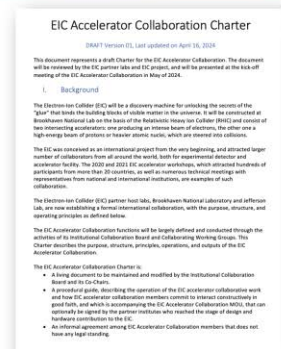 EIC Accelerator Collaboration Charter
DRAFT Version 01, Last updated on April 16, 2024
This document represents a draft Charter for the EIC Accelerator Collaboration. The document
will be reviewed by the EIC partner labs and EIC project, and will be presented at the kick-off
meeting of the EIC Accelerator Collaboration in May of 2024.
I. Background
The Electron-Ion Collider (EIC) will be a discovery machine for unlocking the secrets of the
"glue" that binds the building blocks of visible matter in the universe. It will be constructed at
Brookhaven National Lab on the basis of the Relativistic Heavy Ion Collider (RHIC) and consist of
two intersecting accelerators: one producing an intense beam of electrons, the other one a
high-energy beam of protons or heavier atomic nuclei, which are steered into collisions.
The EIC was conceived as an international project from the very beginning, and attracted larger
number of collaborators from all around the world, both for experimental detector and
accelerator facility. The 2020 and 2021 EIC accelerator workshops, which attracted hundreds of
participants from more than 20 countries, as well as numerous technical meetings with
representatives from national and international institutions, are examples of such
collaboration.
The Electron-Ion Collider (EIC) partner host labs, Brookhaven National Laboratory and Jefferson
Lab, are now establishing a formal international collaboration, with the purpose, structure, and
operating principles as defined below.
The EIC Accelerator Collaboration functions will be largely defined and conducted through the
activities of its Institutional Collaboration Board and Collaborating Working Groups. This
Charter describes the purpose, structure, principles, operations, and outputs of the EIC
Accelerator Collaboration.
The EIC Accelerator Collaboration Charter is:
• A living document to be maintained and modified by the Institutional Collaboration
Board and its Co-Chairs.
• A procedural guide, describing the operation of the EIC accelerator collaborative work
and how EIC accelerator collaboration members commit to interact constructively in
good faith, and which is accompanying the EIC Accelerator Collaboration MOU, that can
optionally be signed by the partner institutes who reached the stage of design and
hardware contribution to the EIC.
• An informal agreement among EIC Accelerator Collaboration members that does not
have any legal standing.